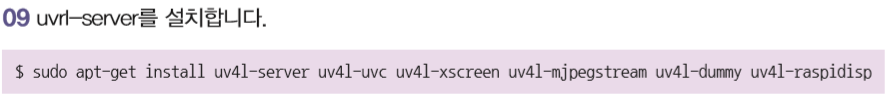 09 uvrl-server를 설치합니다.
$ sudo apt-get install uv4l-server uv4l-uvc uv4l-xscreen uv4l-mjpegstream uv4l-dummy uv4l-raspidisp